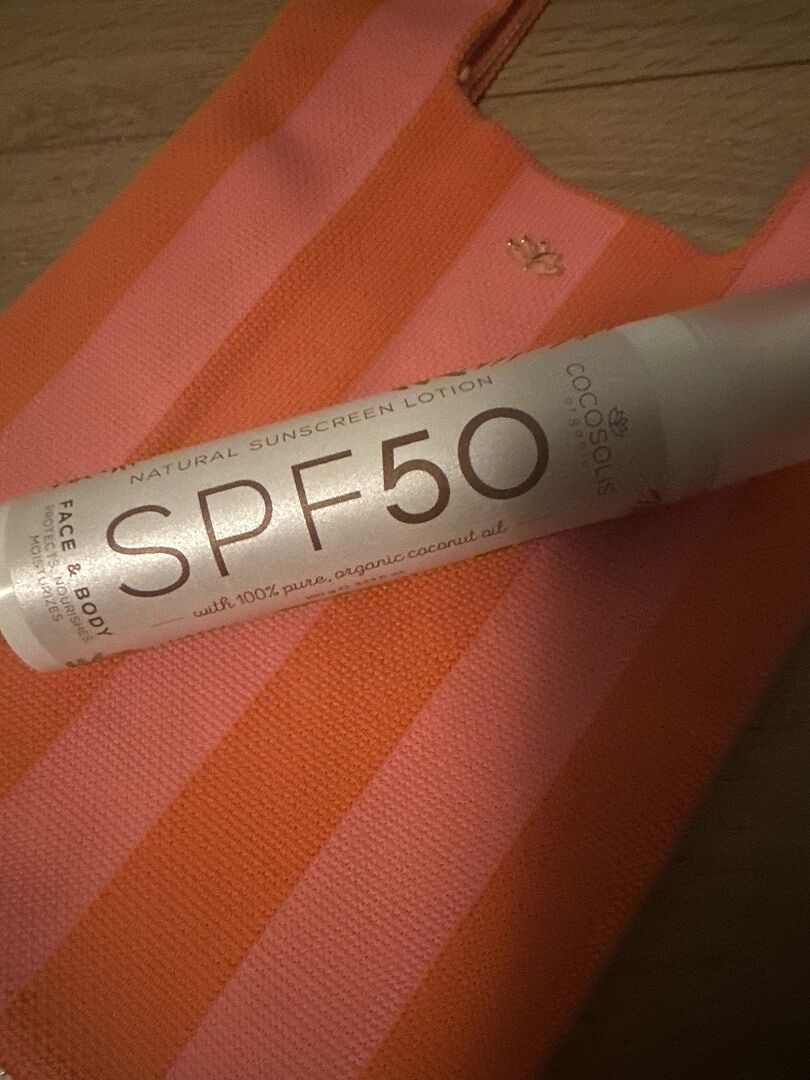 NATURAL SUNSCREEN LOTION
SPF50
with 100% pure, organic coconut oil
FACE & BODY
PROTECTS, NOURISHES,
MOISTURIZES
COCOSOLIS